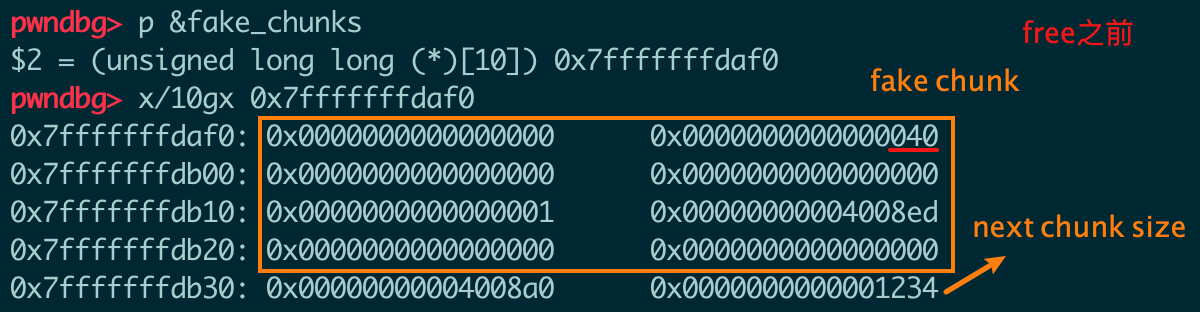 pwndbg> p &fake_chunks
free之前
$2 = (unsigned long long (*)[10]) 0x7fffffffdaf0
fake chunk
pwndbg> x/10gx 0x7fffffffdaf0
0x7fffffffdaf0: 0x0000000000000000 0x0000000000000040
0x7fffffffdb00: 0x0000000000000000 0x0000000000000000
0x7fffffffdb10: 0x0000000000000001 0x00000000004008ed
next chunk size
0x7fffffffdb20: 0x0000000000000000 0x0000000000000000
0x7fffffffdb30: 0x00000000004008a0 0x0000000000001234